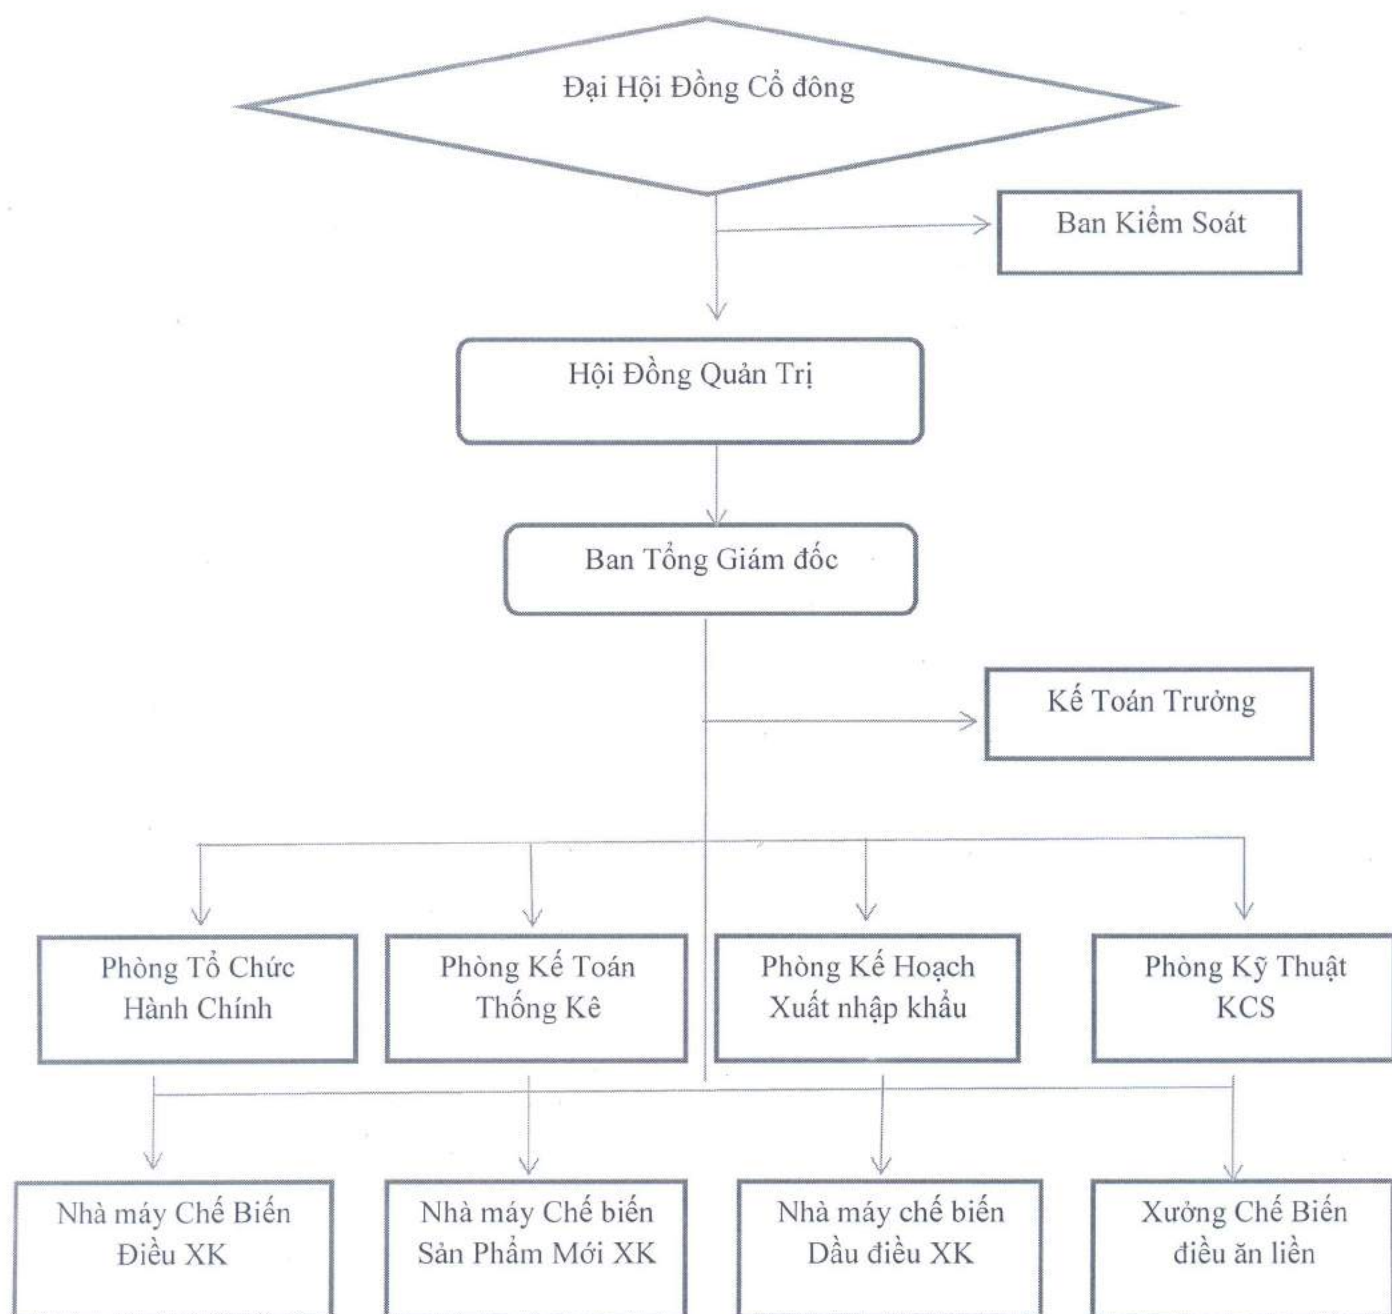 Đại Hội Đồng Cổ đông
Ban Kiểm Soát
Hội Đồng Quản Trị
Ban Tổng Giám đốc
Kế Toán Trưởng
Phòng Tổ Chức
Hành Chính
Phòng Kế Toán
Thống Kê
Phòng Kế Hoạch
Xuất nhập khẩu
Phòng Kỹ Thuật
KCS
Nhà máy Chế Biến
Điều XK
Nhà máy Chế biến
Sản Phẩm Mới XK
Nhà máy chế biến
Dầu điều XK
Xưởng Chế Biến
điều ăn liền